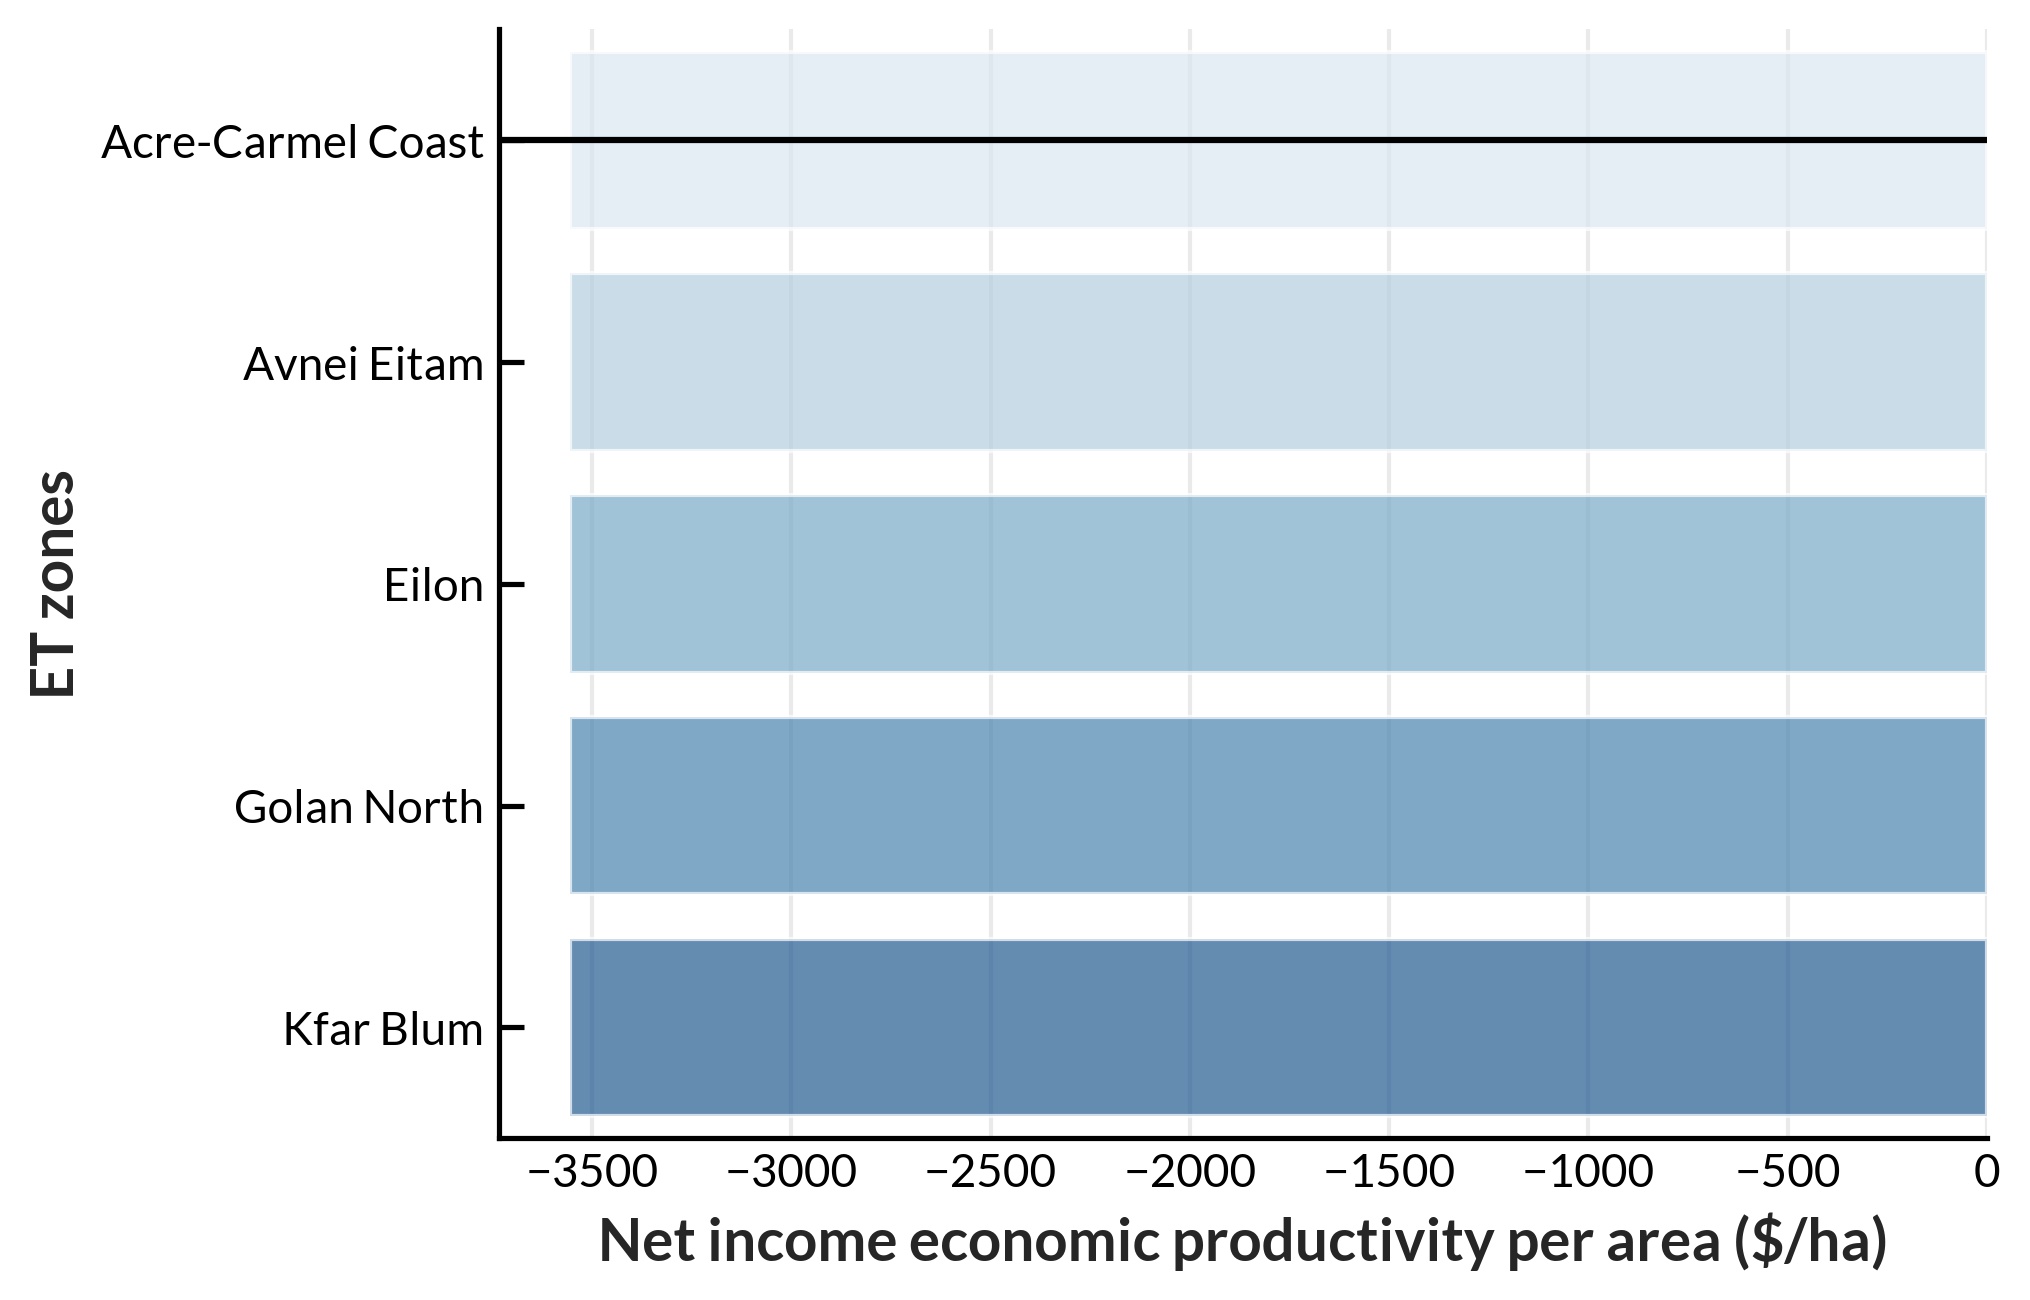 Acre-Carmel Coast
Avnei Eitam
Eilon
Golan North
Kfar Blum
ET zones
−3500 −3000 −2500 −2000 −1500 −1000 −500 0
Net income economic productivity per area ($/ha)